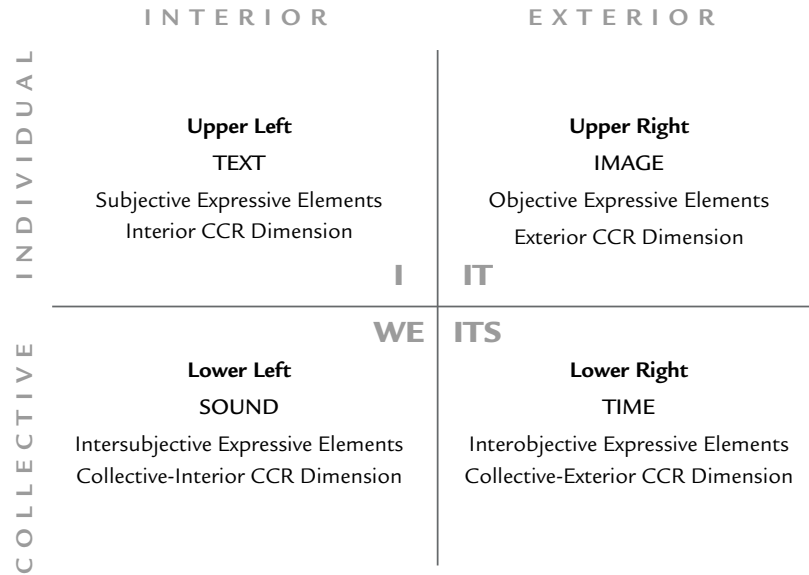 INTERIOR
EXTERIOR
INDIVIDUAL
Upper Left
TEXT
Subjective Expressive Elements
Interior CCR Dimension
I
Upper Right
IMAGE
Objective Expressive Elements
Exterior CCR Dimension
IT
COLLECTIVE
WE
Lower Left
SOUND
Intersubjective Expressive Elements
Collective-Interior CCR Dimension
ITS
Lower Right
TIME
Interobjective Expressive Elements
Collective-Exterior CCR Dimension